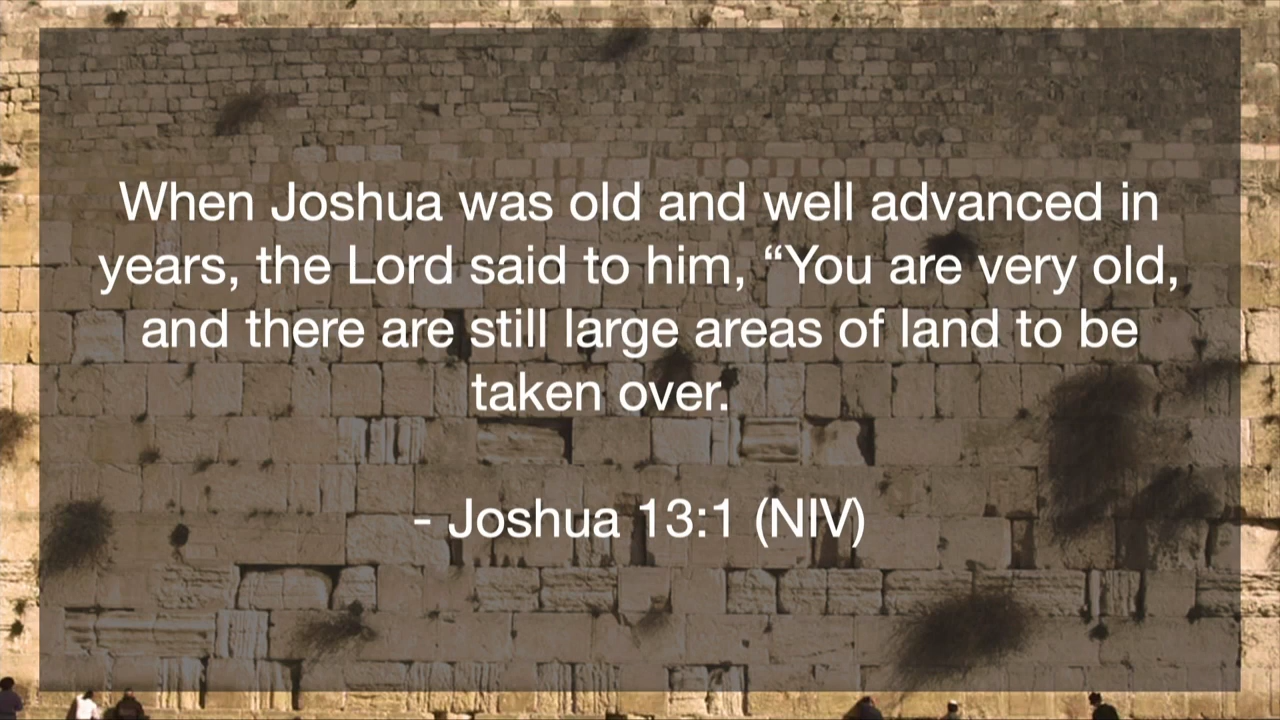 When Joshua was old and well advanced in
years, the Lord said to him, “You are very old,
and there are still large areas of land to be
taken over.
- Joshua 13:1 (NIV)